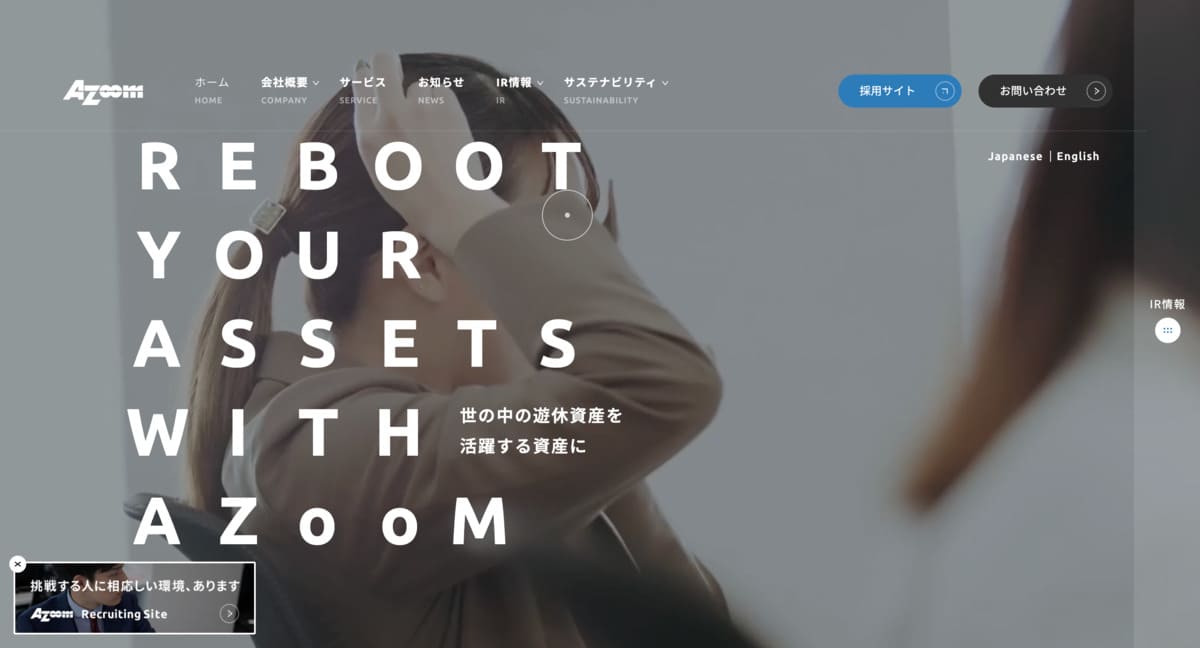 Azoom
ホーム
HOME
会社概要
COMPANY
サービス
SERVICE
お知らせ
NEWS
IR情報
IR
サステナビリティ
SUSTAINABILITY
採用サイト
お問い合わせ
Japanese | English
REBOOT
YOUR
ASSETS
WITH
AZooM
世の中の遊休資産を
活躍する資産に
IR情報
挑戦する人に相応しい環境、あります
Azoom Recruiting Site